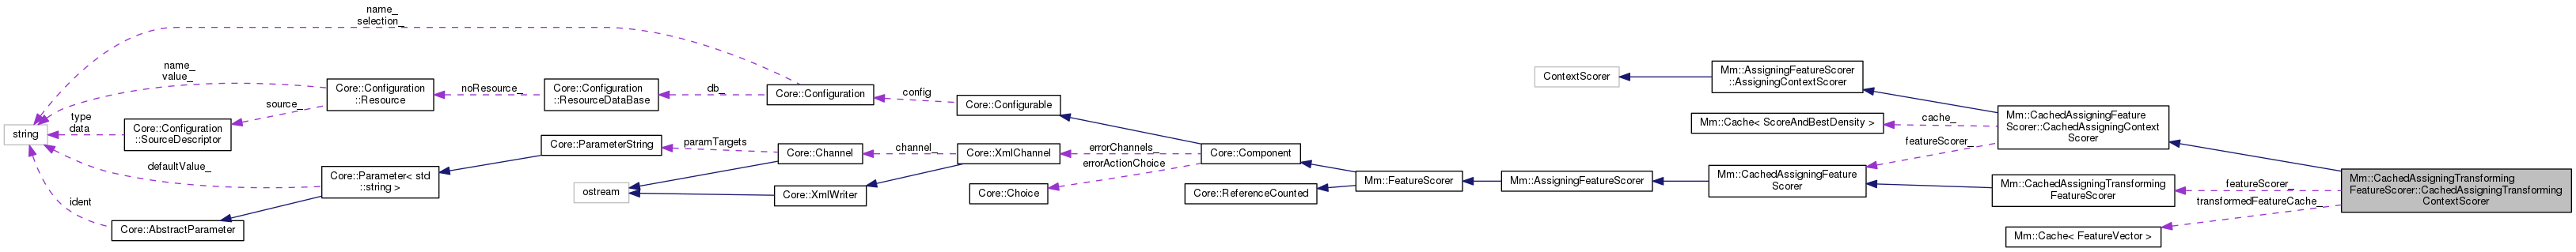 name_
selection_
name_
value_
source_
type
data
string
defaultValue_
ident
Core::Configuration
::Resource
Core::Configuration
::SourceDescriptor
Core::Parameter< std
::string >
Core::AbstractParameter
noResource_
Core::Configuration
::ResourceDataBase
Core::ParameterString
db_
paramTargets
ostream
Core::Configuration
Core::Channel
Core::XmlWriter
config
channel_
Core::Configurable
Core::XmlChannel
Core::Choice
errorChannels_
errorActionChoice
Core::Component
Core::ReferenceCounted
Mm::FeatureScorer
Mm::AssigningFeatureScorer
ContextScorer
Mm::AssigningFeatureScorer
::AssigningContextScorer
Mm::Cache< ScoreAndBestDensity >
Mm::CachedAssigningFeature
Scorer
cache_
featureScorer_
Mm::CachedAssigningFeature
Scorer::CachedAssigningContext
Scorer
Mm::CachedAssigningTransforming
FeatureScorer
Mm::Cache< FeatureVector >
featureScorer_
transformedFeatureCache_
Mm::CachedAssigningTransforming
FeatureScorer::CachedAssigningTransforming
ContextScorer